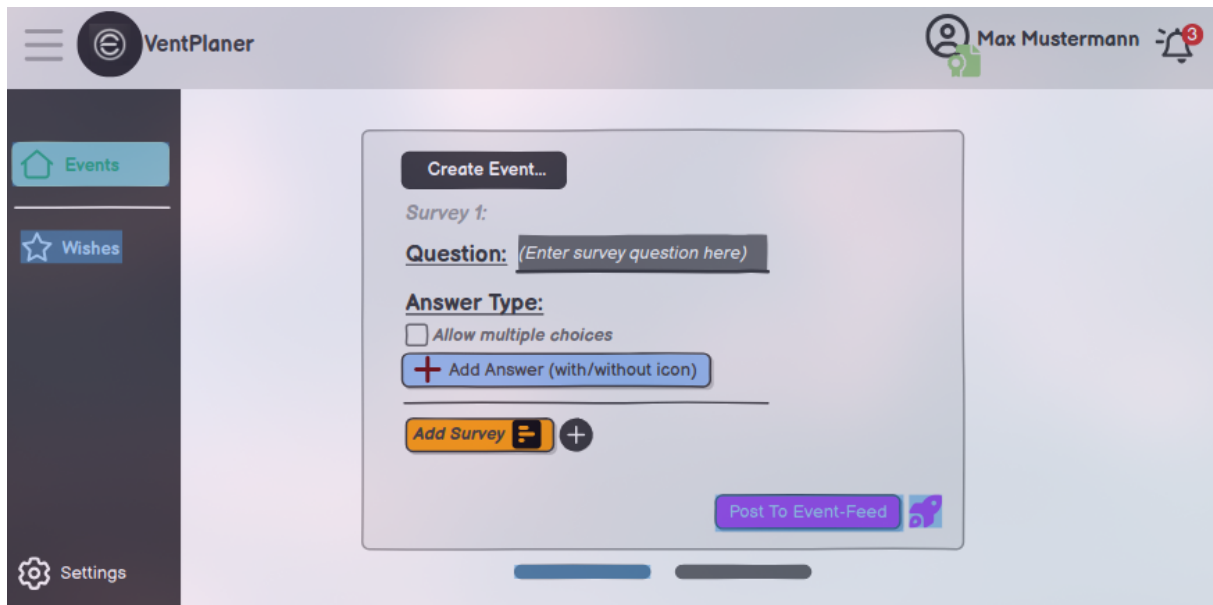 VentPlaner
Max Mustermann
3
Events
Wishes
Settings
Create Event...
Survey 1:
Question: (Enter survey question here)
Answer Type:
Allow multiple choices
Add Answer (with/without icon)
Add Survey
Post To Event-Feed